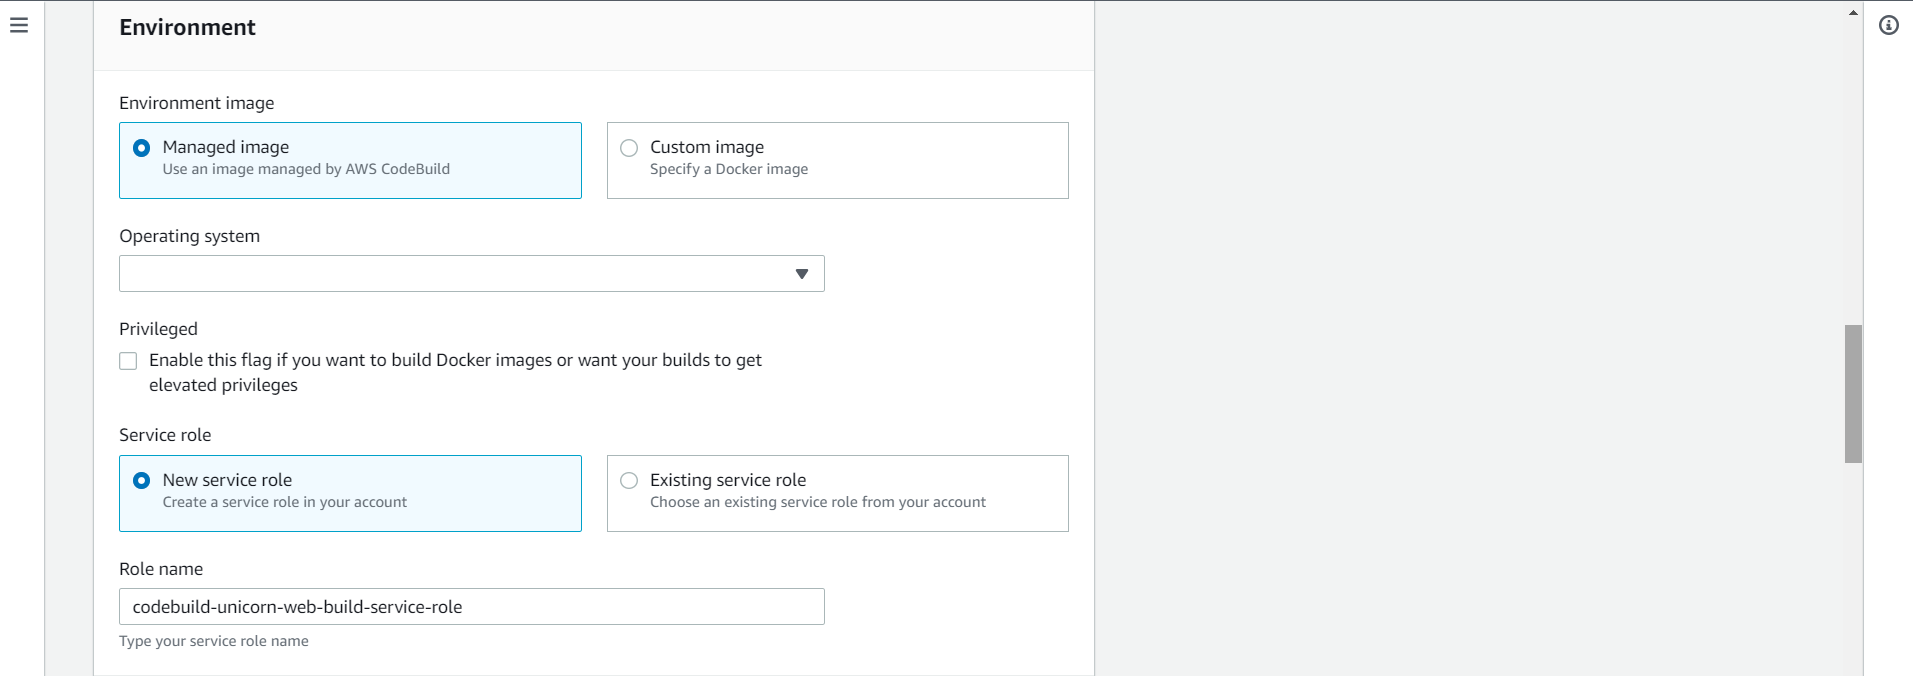 Environment
Environment image
Managed image
Use an image managed by AWS CodeBuild
Custom image
Specify a Docker image
Operating system
Privileged
Enable this flag if you want to build Docker images or want your builds to get
elevated privileges
Service role
New service role
Create a service role in your account
Existing service role
Choose an existing service role from your account
Role name
codebuild-unicorn-web-build-service-role
Type your service role name